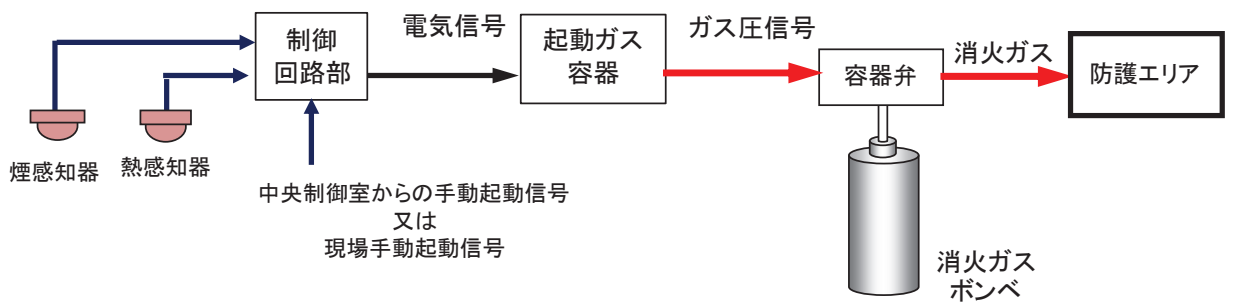 制御
回路部
電気信号
起動ガス
容器
ガス圧信号
容器弁
消火ガス
防護エリア
煙感知器
熱感知器
中央制御室からの手動起動信号
又は
現場手動起動信号
消火ガス
ボンベ